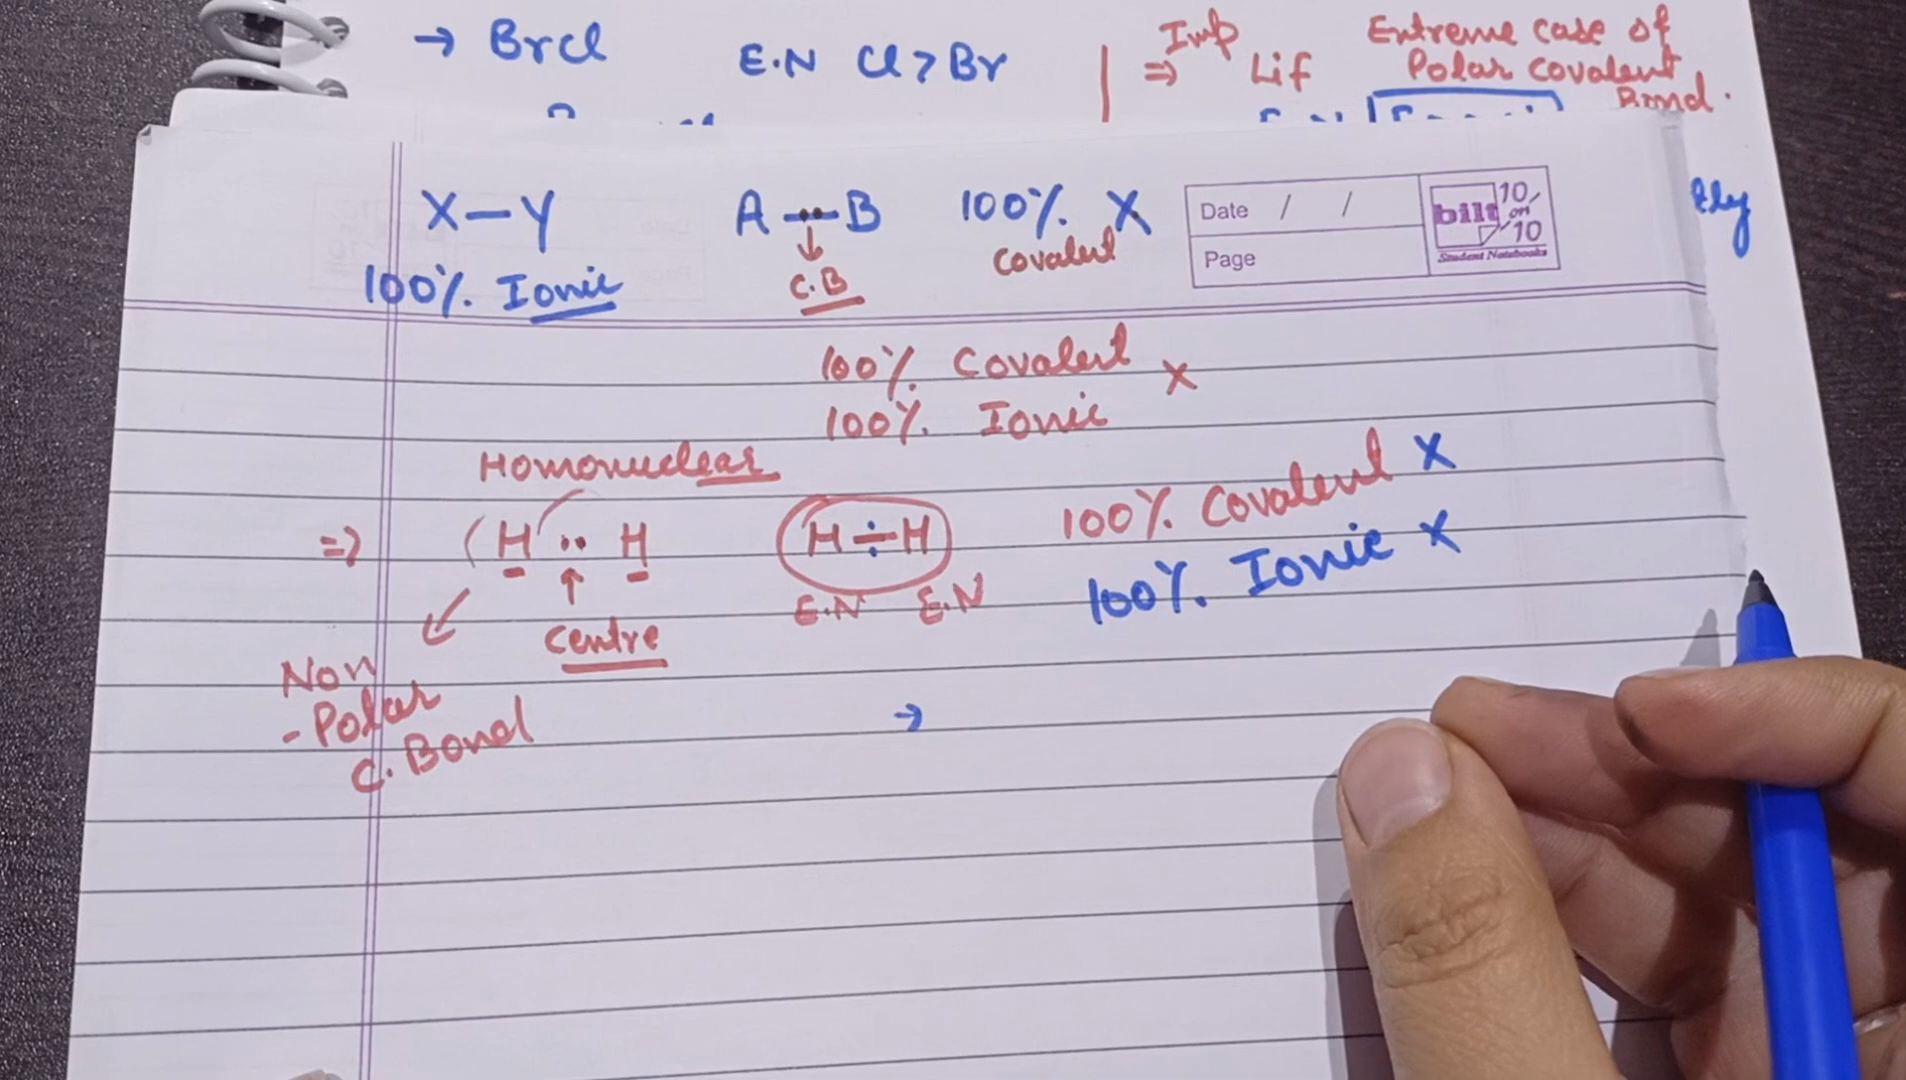 → BrCl E.N Cl > Br
Imp ⇒ Lif Extreme case of
Polar covalent
Bond.
X—Y A—B 100% X
100% Ionic C.B Covalent
Date / /
Page
bilt 10 on 10
Student Notebooks
100% Covalent X
100% Ionic
Homonuclear
⇒ (H •• H H—H 100% Covalent X
E.N E.N 100% Ionic X
Centre
Non
- Polar
C. Bond
→